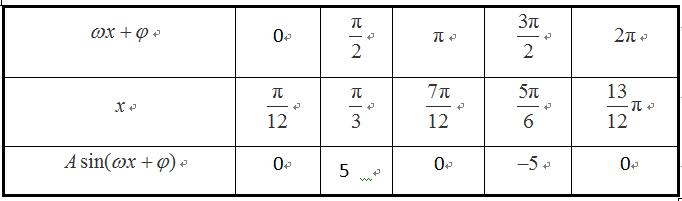 ωx + φ 0 π/2 π 3π/2 2π
x π/12 π/3 7π/12 5π/6 13/12 π
A sin(ωx + φ) 0 5 0 −5 0